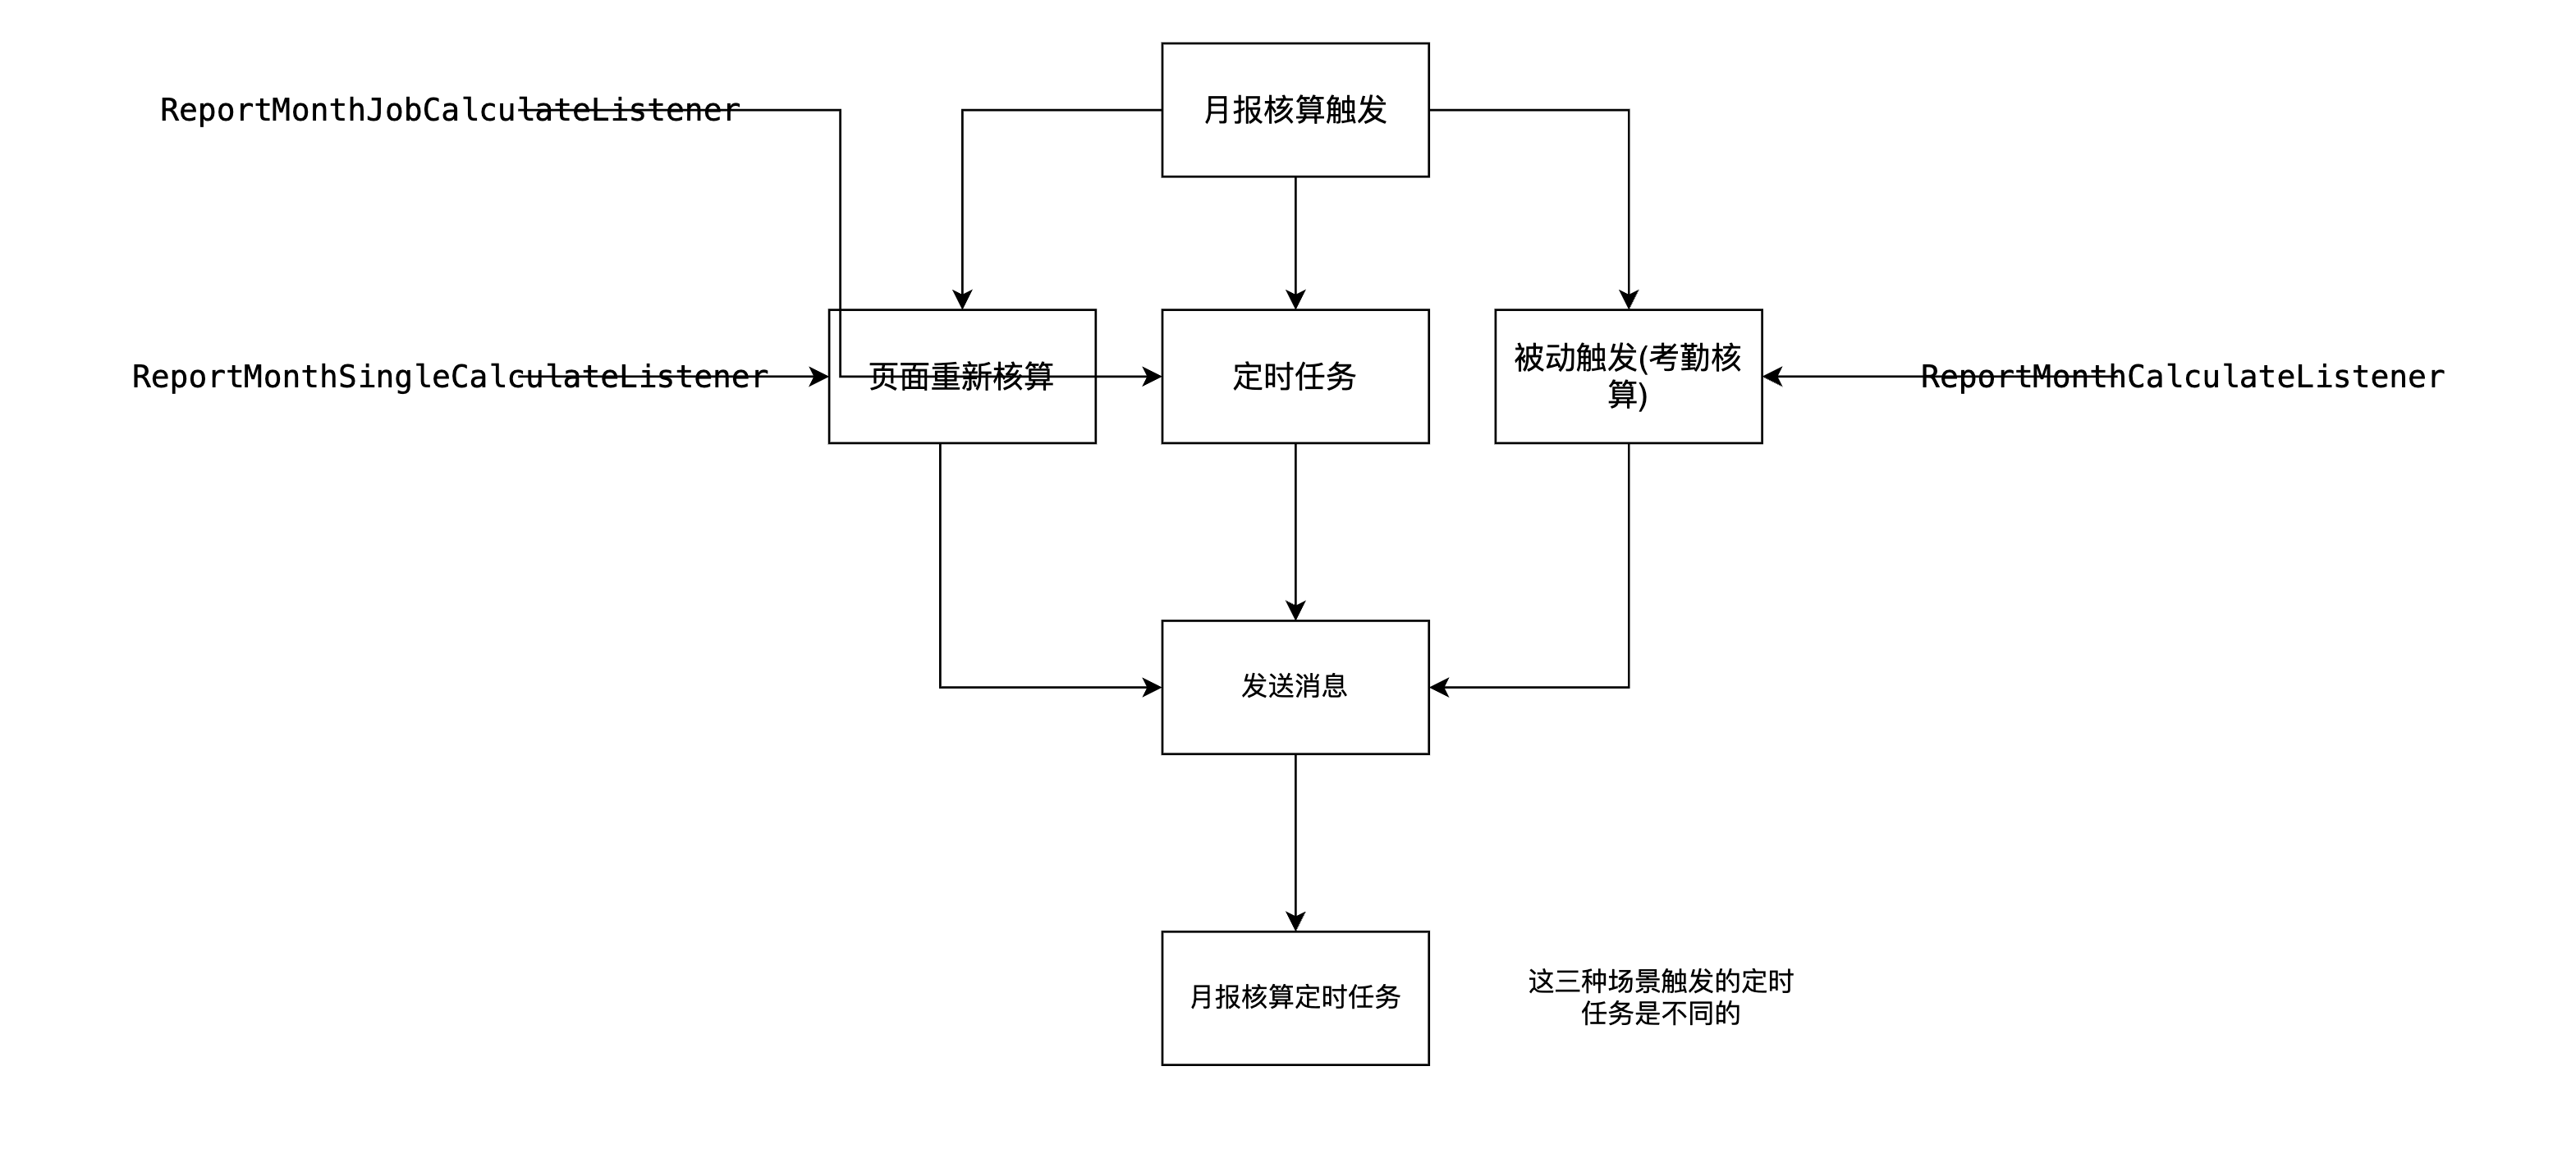 月报核算触发
ReportMonthJobCalculateListener
ReportMonthSingleCalculateListener
页面重新核算
定时任务
被动触发(考勤核
算)
ReportMonthCalculateListener
发送消息
月报核算定时任务
这三种场景触发的定时
任务是不同的